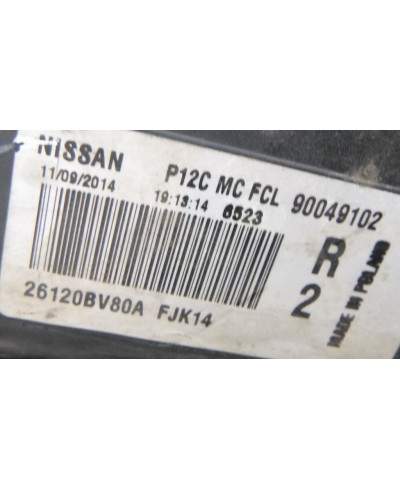 NISSAN P12C MC FCL 90049102
11/09/2014 19:13:14 6523
R
2
MADE IN POLAND
26120BV80A FJK14